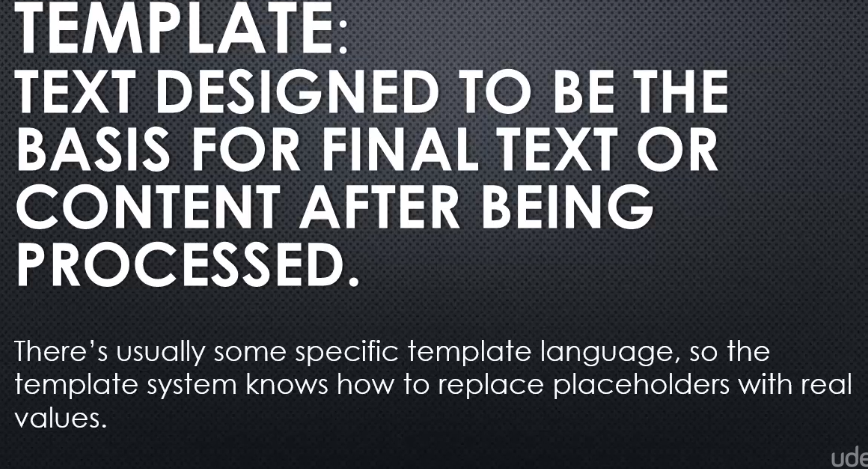 TEMPLATE:
TEXT DESIGNED TO BE THE
BASIS FOR FINAL TEXT OR
CONTENT AFTER BEING
PROCESSED.
There's usually some specific template language, so the
template system knows how to replace placeholders with real
values.